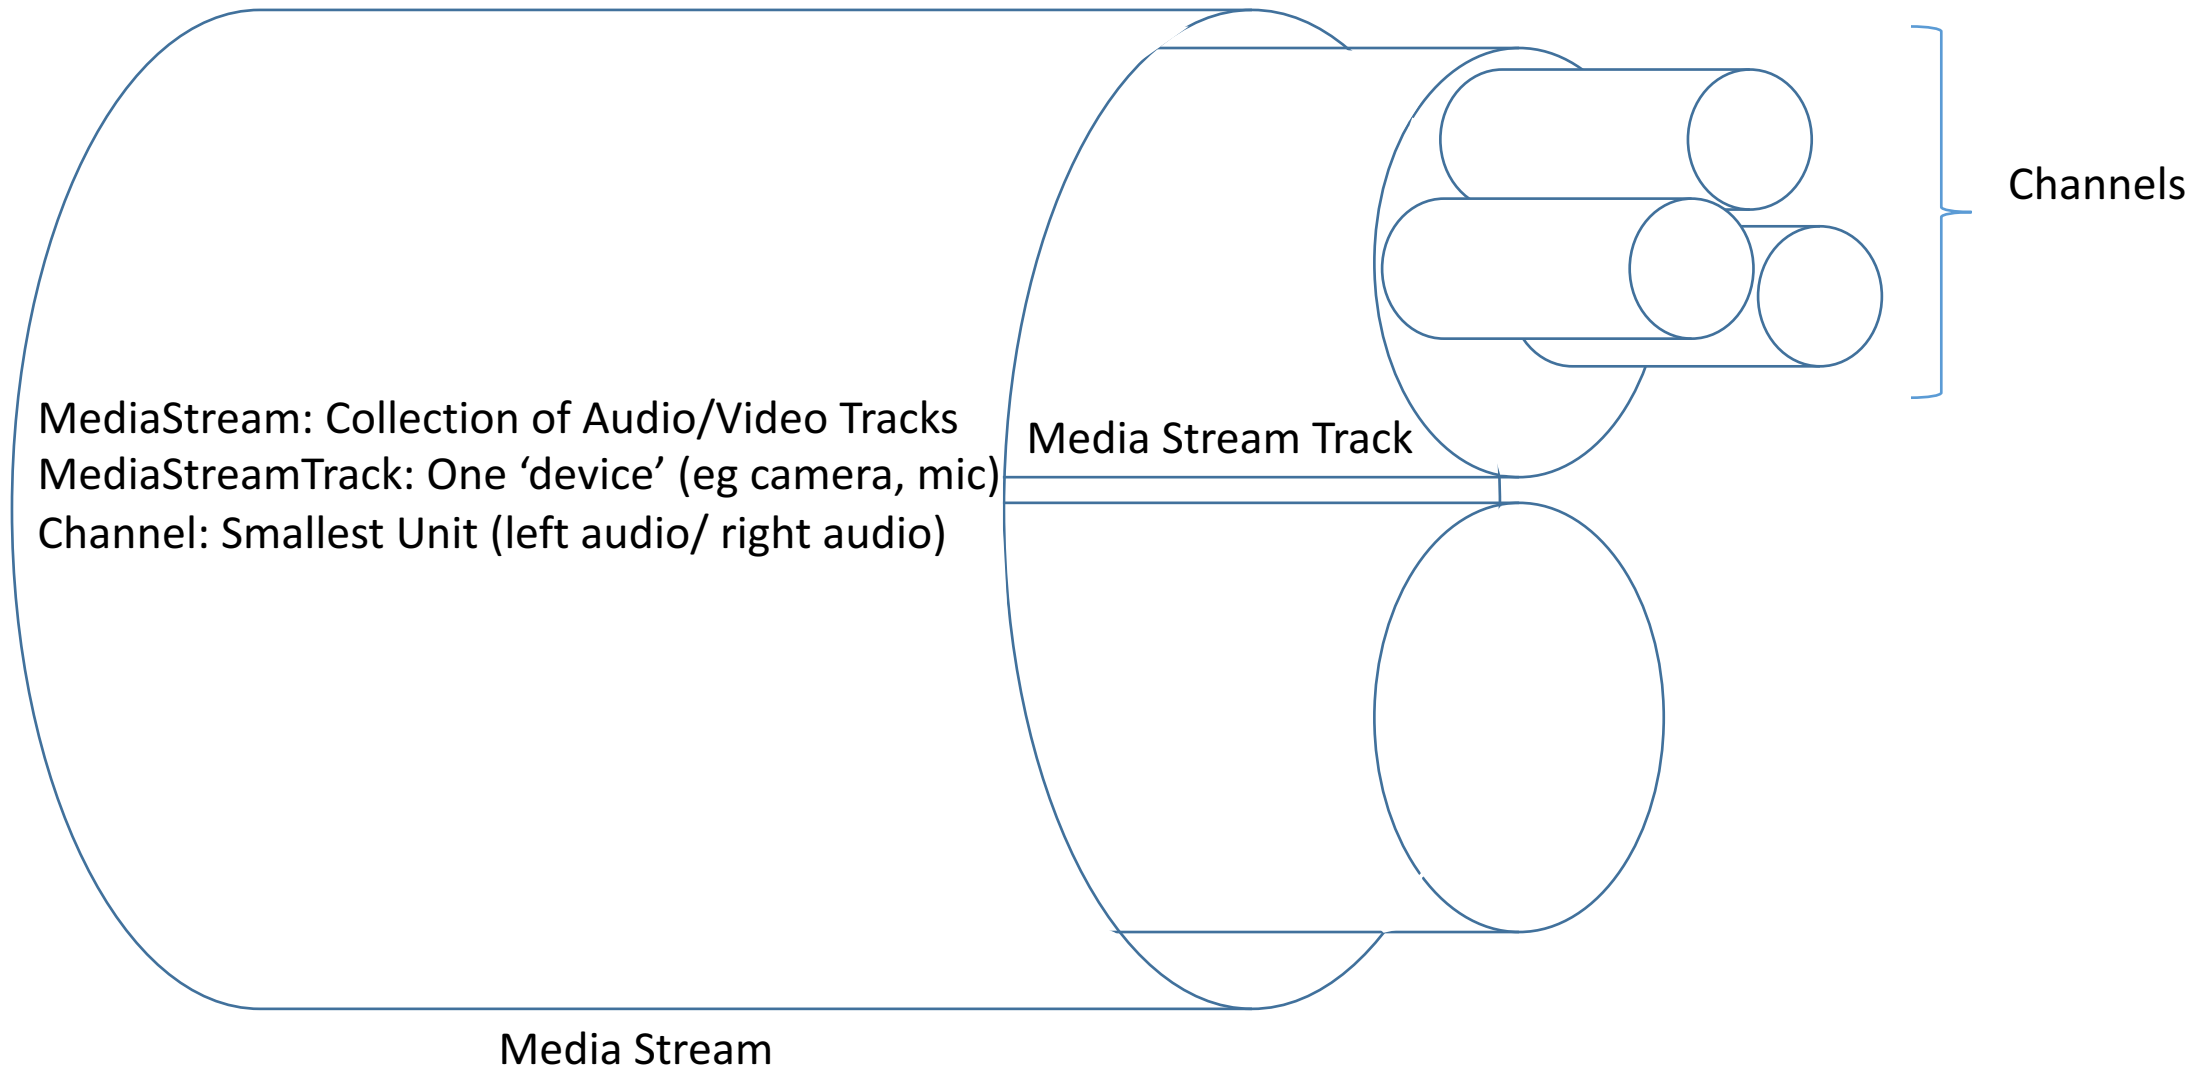 Channels
MediaStream: Collection of Audio/Video Tracks
MediaStreamTrack: One ‘device’ (eg camera, mic)
Channel: Smallest Unit (left audio/ right audio)
Media Stream Track
Media Stream